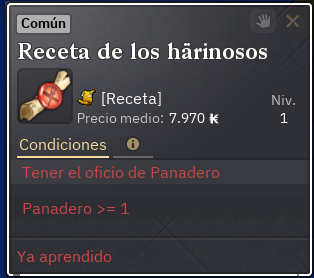 Común
Receta de los härinosos
[Receta]
Niv.
Precio medio: 7.970 ₭
1
Condiciones
Tener el oficio de Panadero
Panadero >= 1
Ya aprendido